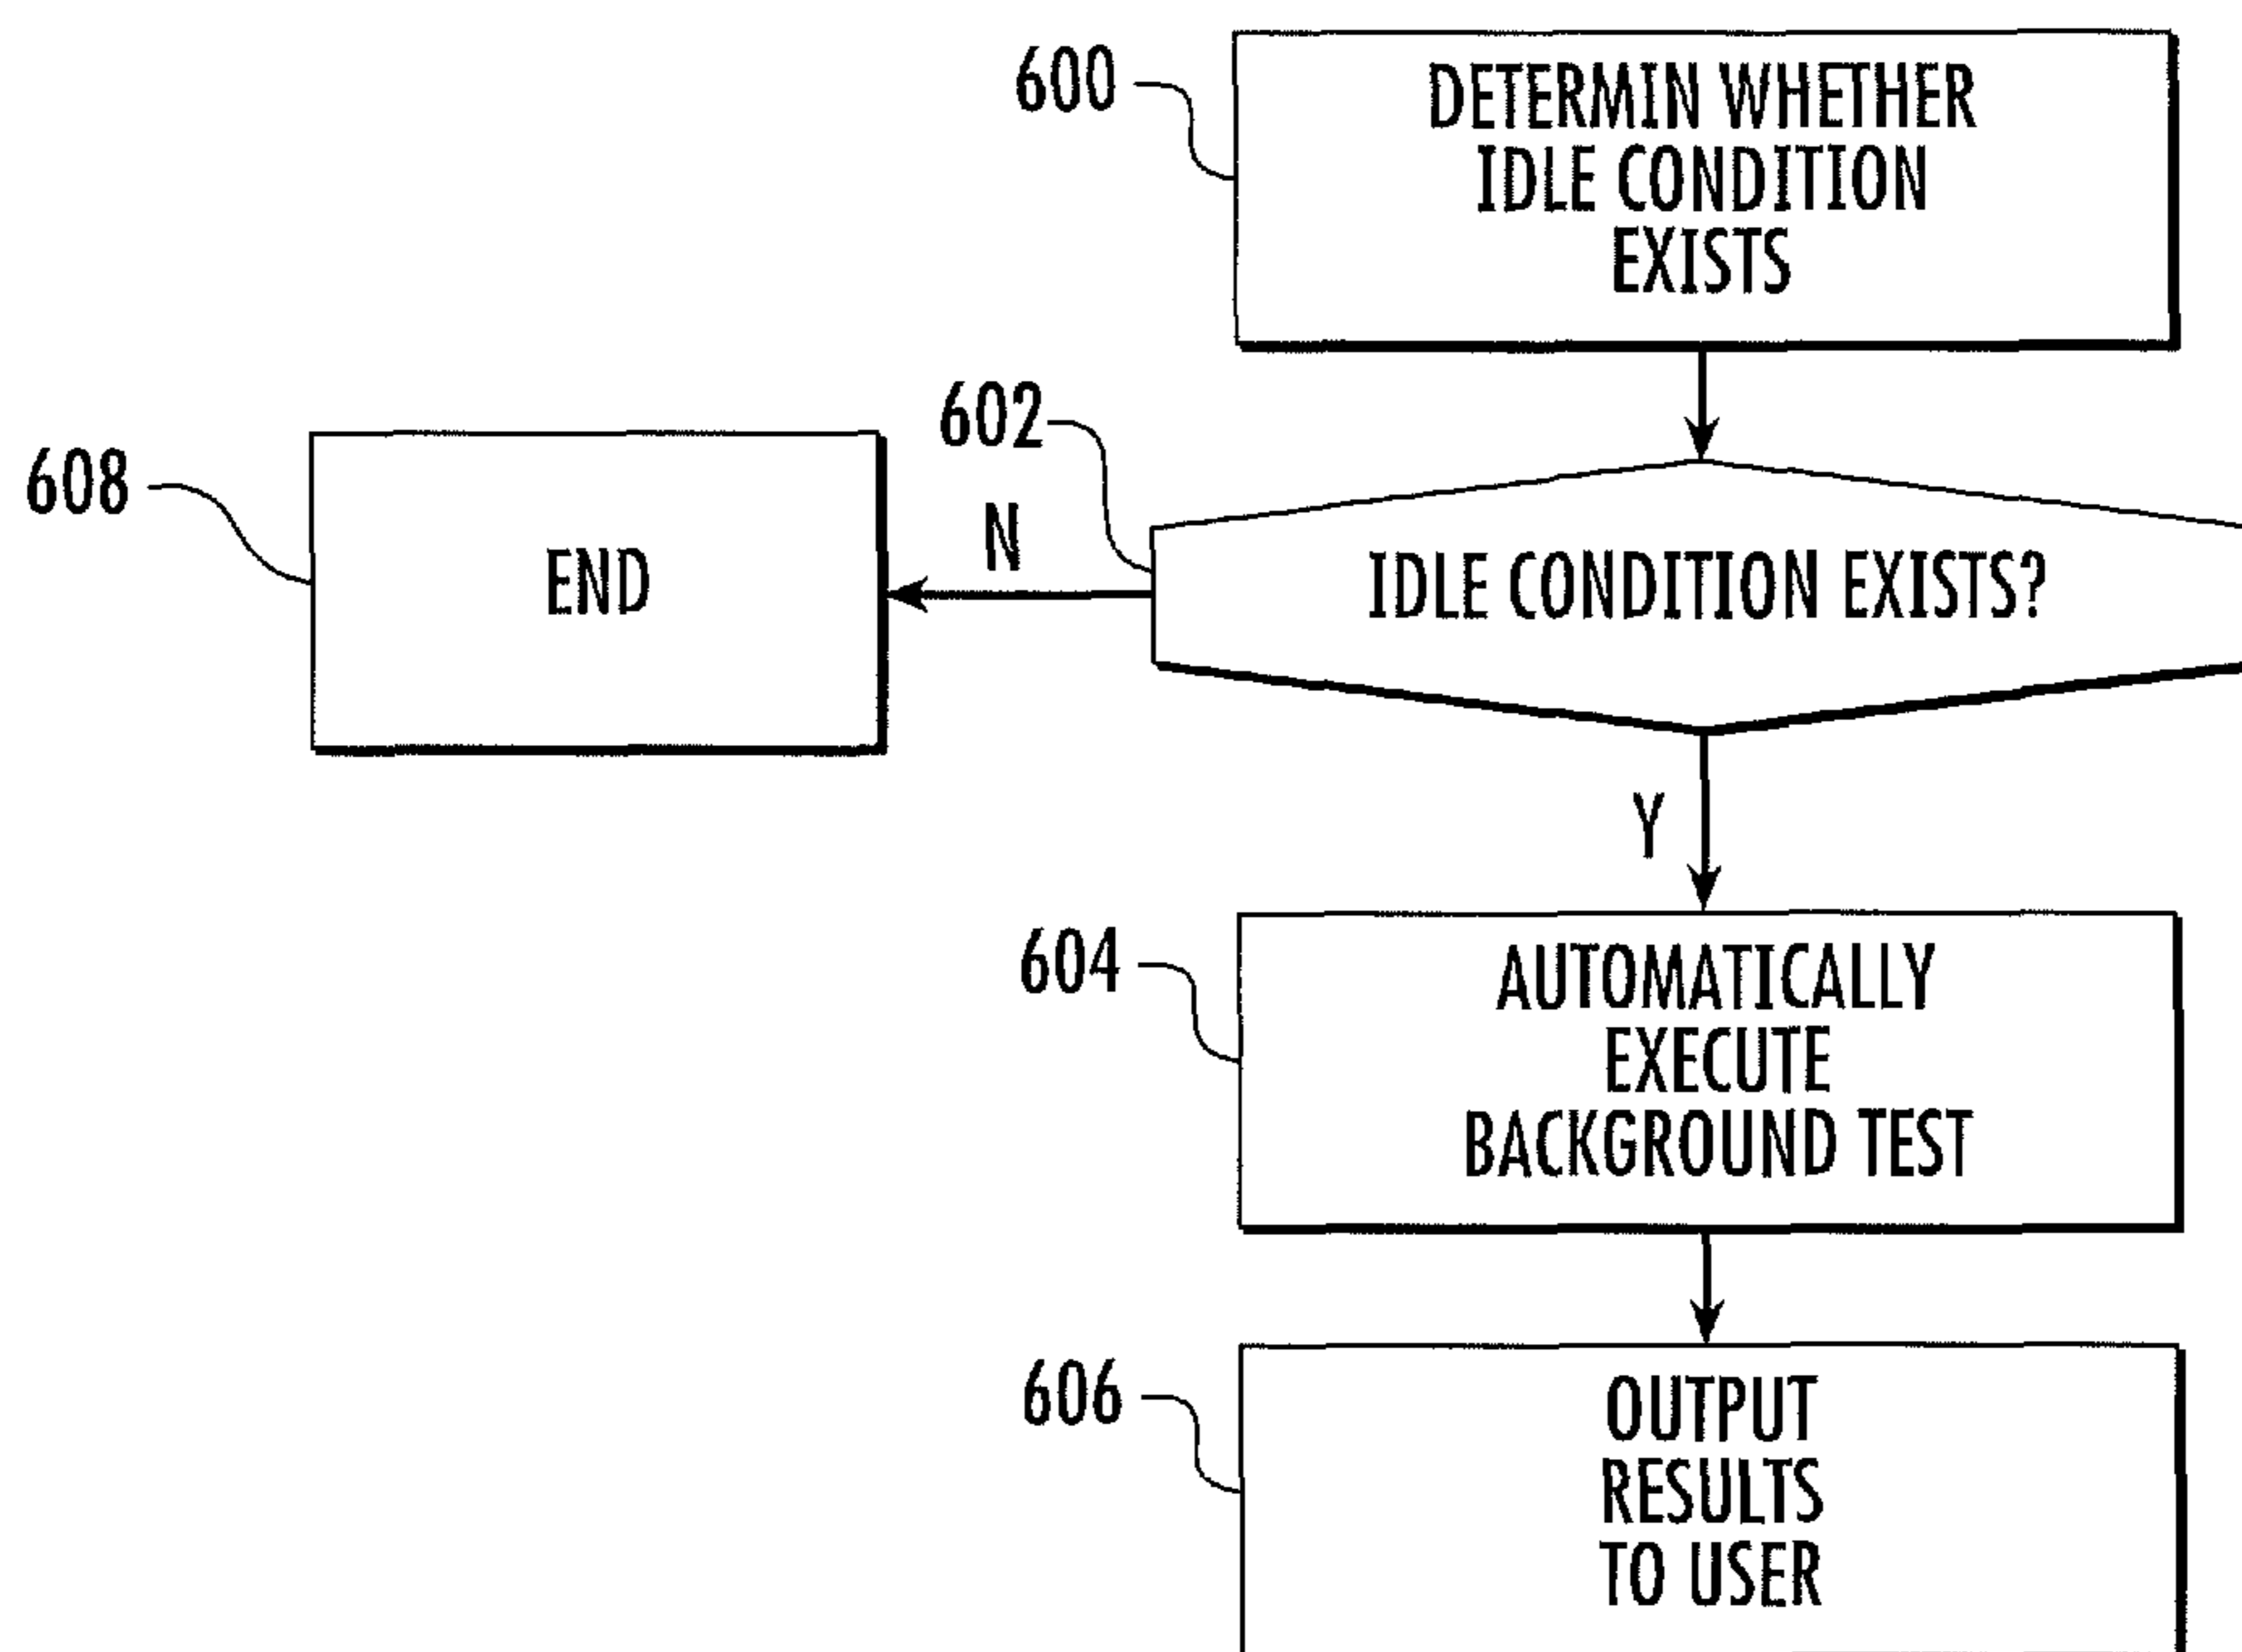 600
DETERMIN WHETHER
IDLE CONDITION
EXISTS
602
608
N
END
IDLE CONDITION EXISTS?
Y
604
AUTOMATICALLY
EXECUTE
BACKGROUND TEST
606
OUTPUT
RESULTS
TO USER